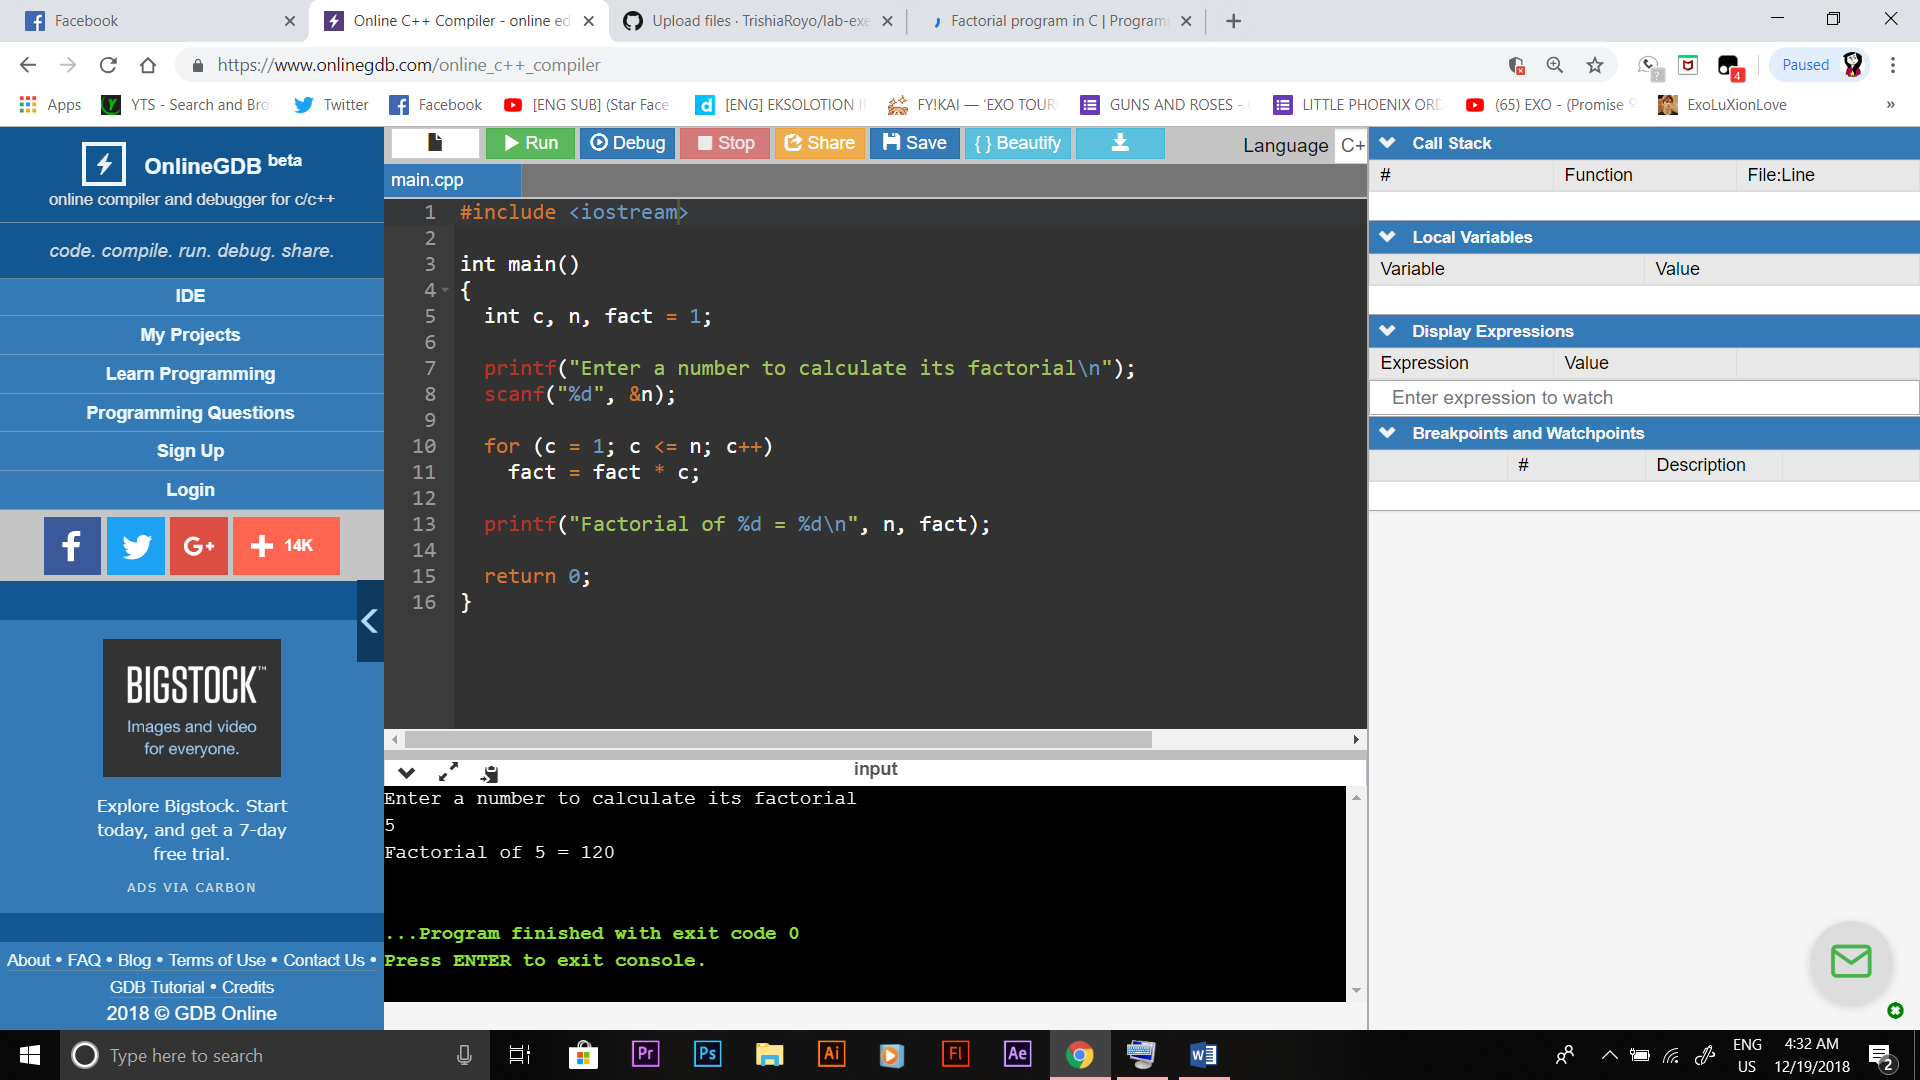 Facebook
Online C++ Compiler - online ed
Upload files · TrishiaRoyo/lab-exe
Factorial program in C | Programm
https://www.onlinegdb.com/online_c++_compiler
Paused
Apps
YTS - Search and Bro
Twitter
Facebook
[ENG SUB] (Star Face
[ENG] EKSOLOTION I
FY!KAI — ‘EXO TOUR
GUNS AND ROSES -
LITTLE PHOENIX ORD
(65) EXO - (Promise
ExoLuXionLove
»
OnlineGDB beta
online compiler and debugger for c/c++
code. compile. run. debug. share.
IDE
My Projects
Learn Programming
Programming Questions
Sign Up
Login
14K
BIGSTOCK™
Images and video
for everyone.
Explore Bigstock. Start
today, and get a 7-day
free trial.
ADS VIA CARBON
About • FAQ • Blog • Terms of Use • Contact Us •
GDB Tutorial • Credits
2018 © GDB Online
Run
Debug
Stop
Share
Save
{ } Beautify
Language C+
main.cpp
1 #include <iostream>
2
3 int main()
4 {
5 int c, n, fact = 1;
6
7 printf("Enter a number to calculate its factorial\n");
8 scanf("%d", &n);
9
10 for (c = 1; c <= n; c++)
11 fact = fact * c;
12
13 printf("Factorial of %d = %d\n", n, fact);
14
15 return 0;
16 }
input
Enter a number to calculate its factorial
5
Factorial of 5 = 120
...Program finished with exit code 0
Press ENTER to exit console.
Call Stack
# Function File:Line
Local Variables
Variable Value
Display Expressions
Expression Value
Enter expression to watch
Breakpoints and Watchpoints
# Description
Type here to search
Pr
Ps
Ai
Fl
Ae
ENG
US
4:32 AM
12/19/2018
2